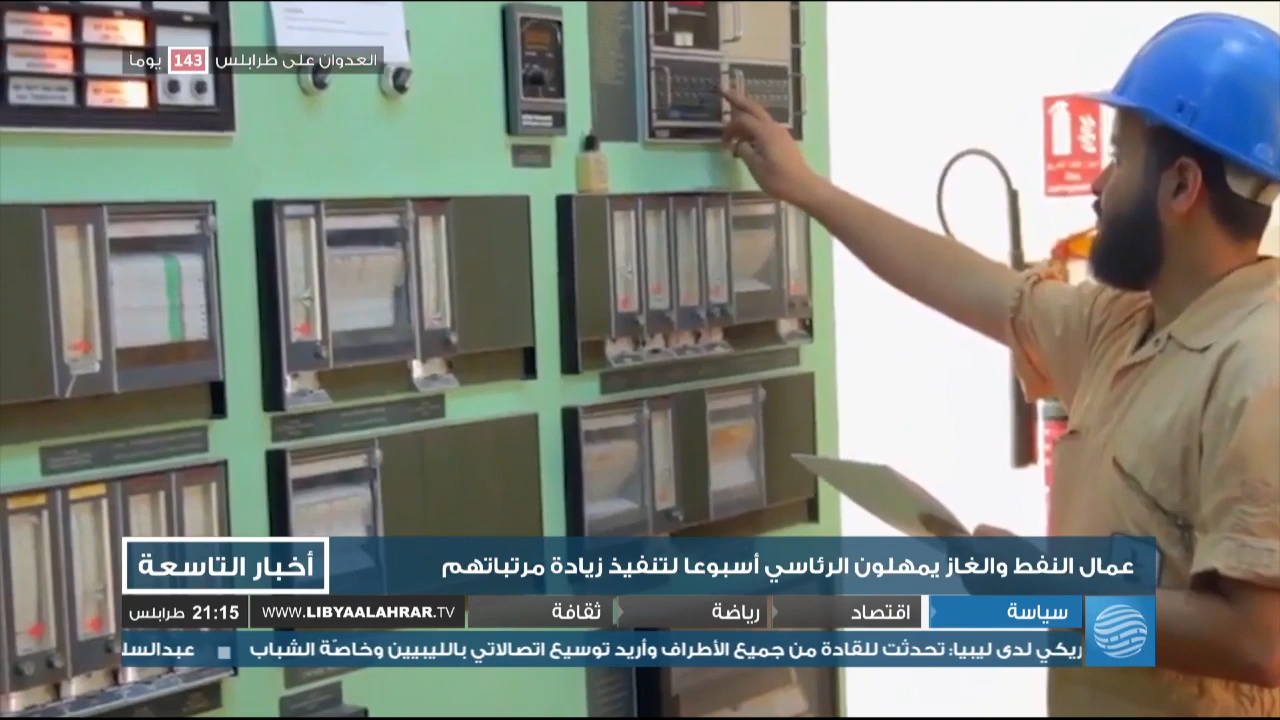 العدوان على طرابلس 143 يوماً
عمال النفط والغاز يمهلون الرئاسي أسبوعا لتنفيذ زيادة مرتباتهم
أخبار التاسعة
سياسة اقتصاد رياضة ثقافة WWW.LIBYAALAHRAR.TV 21:15 طرابلس
ريكي لدى ليبيا: تحدثت للقادة من جميع الأطراف وأريد توسيع اتصالاتي بالليبيين وخاصّة الشباب ■ عبدالسلا